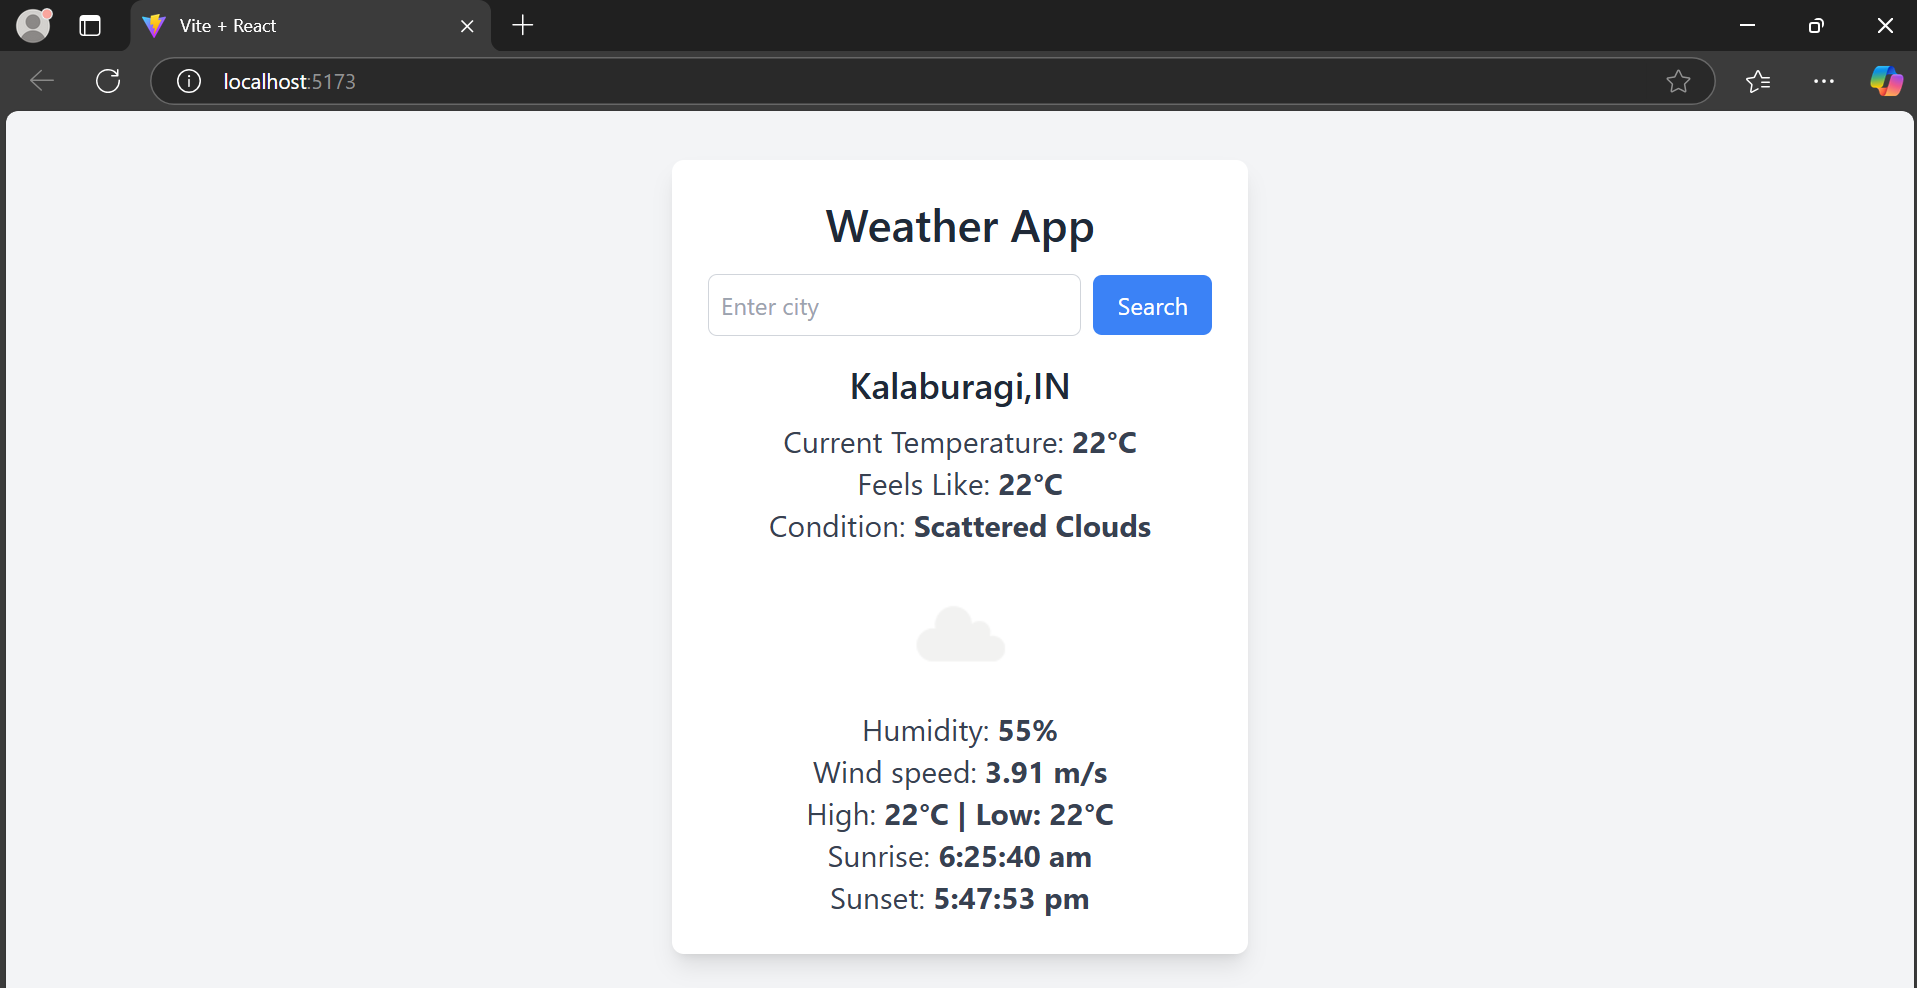 Vite + React
localhost:5173
Weather App
Enter city Search
Kalaburagi,IN
Current Temperature: 22°C
Feels Like: 22°C
Condition: Scattered Clouds
Humidity: 55%
Wind speed: 3.91 m/s
High: 22°C | Low: 22°C
Sunrise: 6:25:40 am
Sunset: 5:47:53 pm